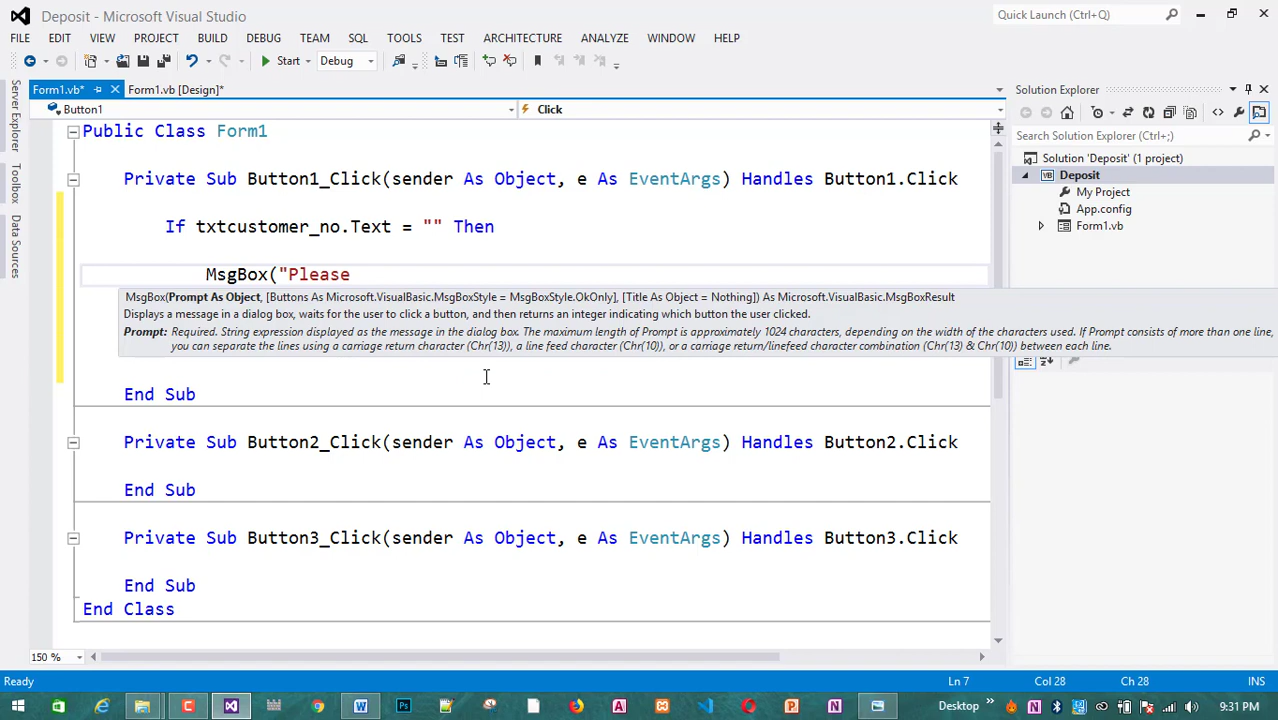 Deposit - Microsoft Visual Studio
Quick Launch (Ctrl+Q)
FILE EDIT VIEW PROJECT BUILD DEBUG TEAM SQL TOOLS TEST ARCHITECTURE ANALYZE WINDOW HELP
Start Debug
Form1.vb* Form1.vb [Design]*
Solution Explorer
Button1 Click
Server Explorer
Toolbox
Data Sources
Search Solution Explorer (Ctrl+;)
Solution 'Deposit' (1 project)
Deposit
My Project
App.config
Form1.vb
Public Class Form1
Private Sub Button1_Click(sender As Object, e As EventArgs) Handles Button1.Click
If txtcustomer_no.Text = "" Then
MsgBox("Please
MsgBox(Prompt As Object, [Buttons As Microsoft.VisualBasic.MsgBoxStyle = MsgBoxStyle.OkOnly], [Title As Object = Nothing]) As Microsoft.VisualBasic.MsgBoxResult
Displays a message in a dialog box, waits for the user to click a button, and then returns an integer indicating which button the user clicked.
Prompt: Required. String expression displayed as the message in the dialog box. The maximum length of Prompt is approximately 1024 characters, depending on the width of the characters used. If Prompt consists of more than one line,
you can separate the lines using a carriage return character (Chr(13)), a line feed character (Chr(10)), or a carriage return/linefeed character combination (Chr(13) & Chr(10)) between each line.
End Sub
Private Sub Button2_Click(sender As Object, e As EventArgs) Handles Button2.Click
End Sub
Private Sub Button3_Click(sender As Object, e As EventArgs) Handles Button3.Click
End Sub
End Class
150 %
Ready Ln 7 Col 28 Ch 28 INS
Desktop 9:31 PM